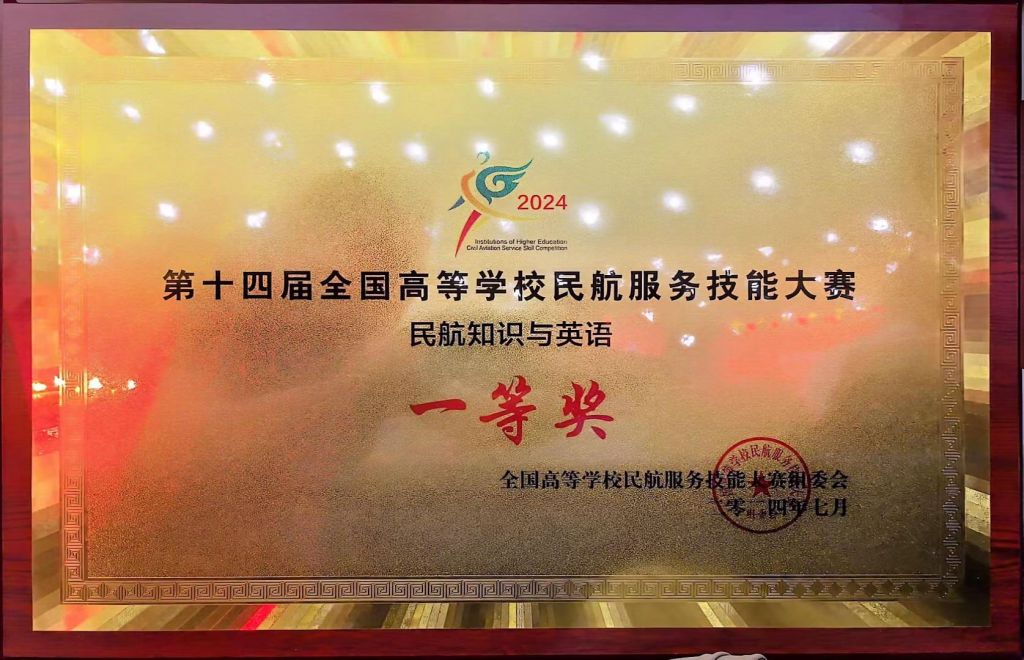 2024
Institutions of Higher Education
Civil Aviation Service Skill Competition
第十四届全国高等学校民航服务技能大赛
民航知识与英语
一等奖
全国高等学校民航服务技能大赛组委会
四年七月